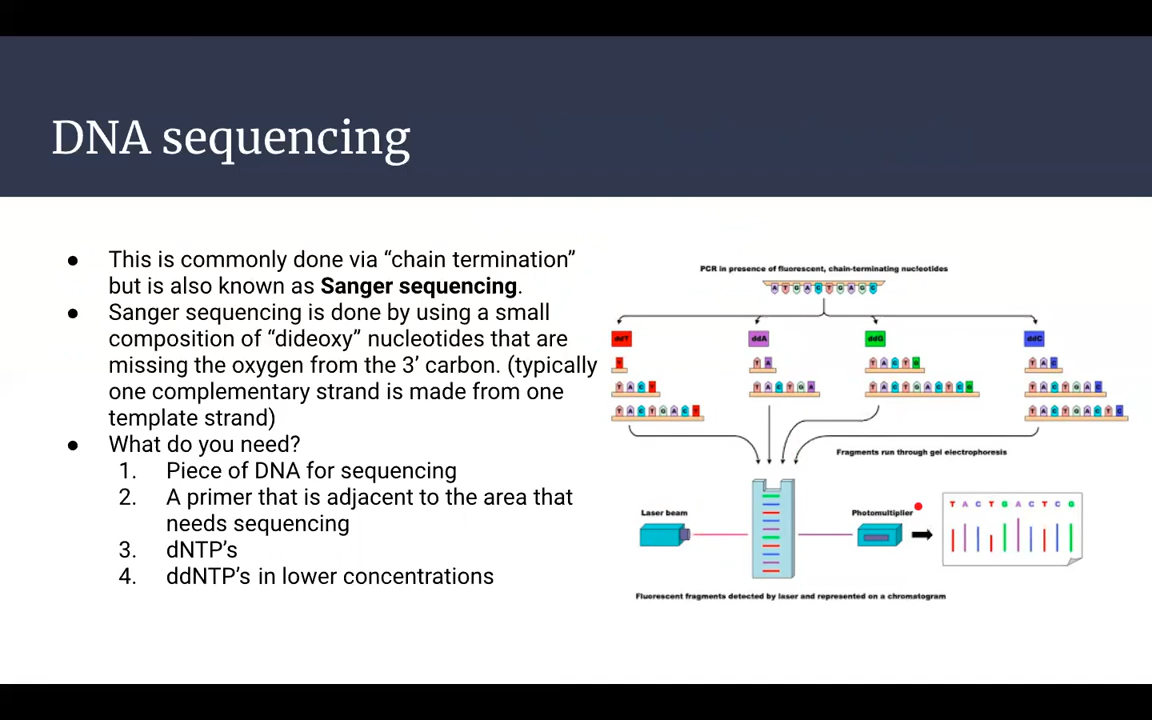 DNA sequencing
● This is commonly done via “chain termination”
but is also known as Sanger sequencing.
● Sanger sequencing is done by using a small
composition of “dideoxy” nucleotides that are
missing the oxygen from the 3’ carbon. (typically
one complementary strand is made from one
template strand)
● What do you need?
1. Piece of DNA for sequencing
2. A primer that is adjacent to the area that
needs sequencing
3. dNTP’s
4. ddNTP’s in lower concentrations
PCR in presence of fluorescent, chain-terminating nucleotides
A T G A C T G A G C
ddT ddA ddG ddC
T
T A
T A C T G
T A C
T A C T
T A C T G A
T A C T G A C T C G
T A C T G A C
T A C T G A C T
T A C T G A C T C
Fragments run through gel electrophoresis
Laser beam
Photomultiplier
T A C T G A C T C G
Fluorescent fragments detected by laser and represented on a chromatogram